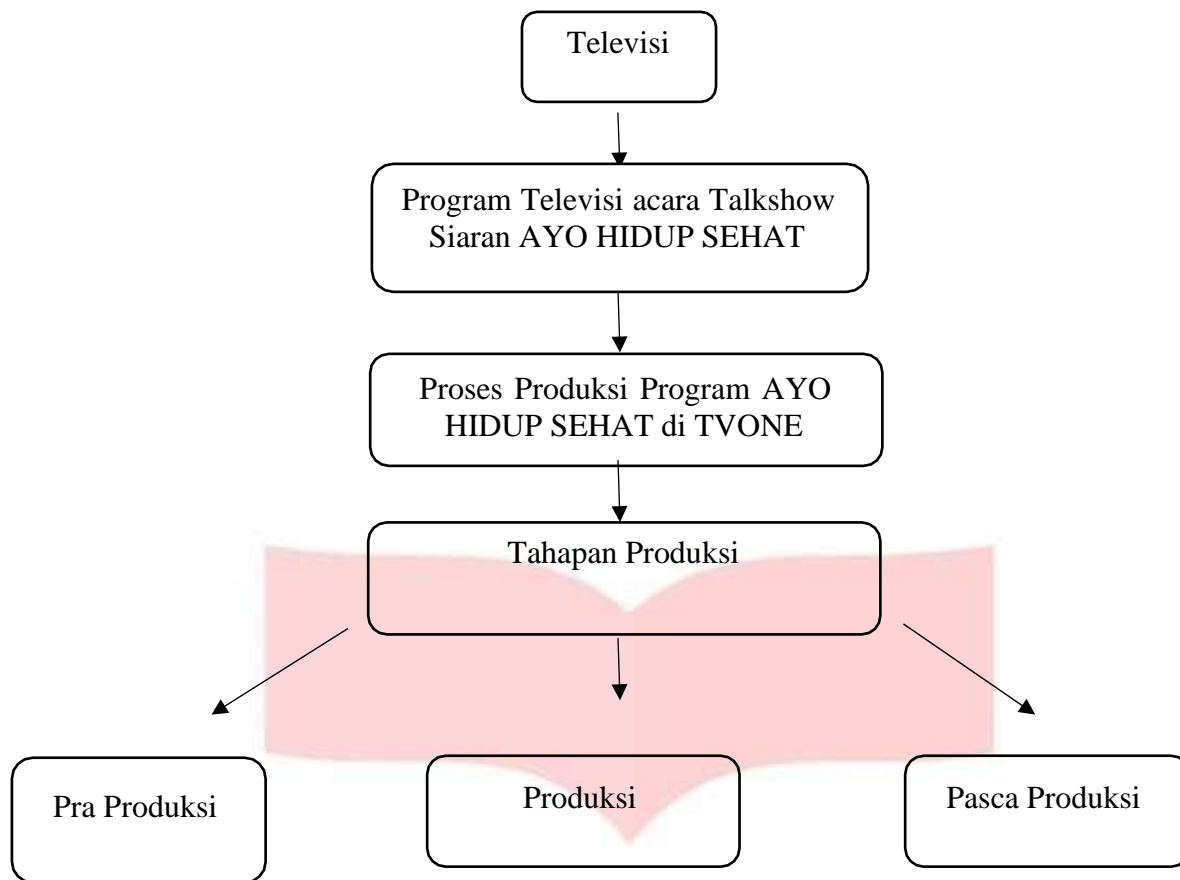 Televisi
Program Televisi acara Talkshow
Siaran AYO HIDUP SEHAT
Proses Produksi Program AYO
HIDUP SEHAT di TVONE
Tahapan Produksi
Pra Produksi
Produksi
Pasca Produksi